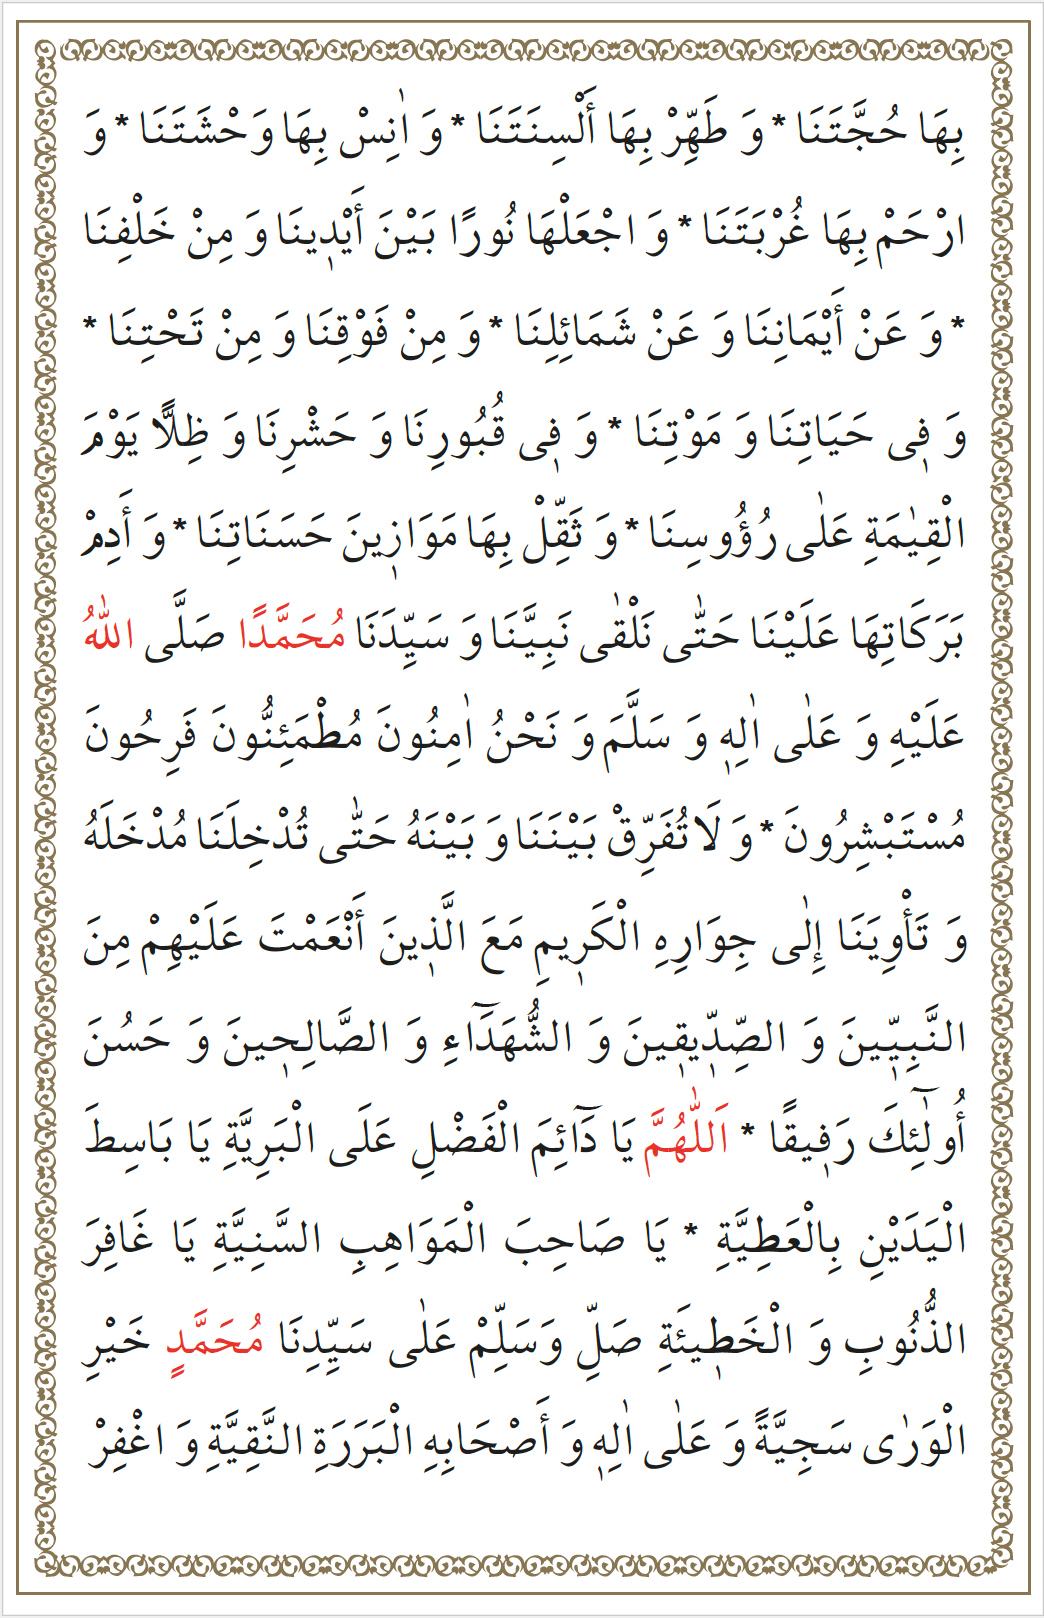 بِهَا حُجَّتَنَا * وَ طَهِّرْ بِهَا أَلْسِنَتَنَا * وَ اٰنِسْ بِهَا وَحْشَتَنَا * وَ
ارْحَمْ بِهَا غُرْبَتَنَا * وَ اجْعَلْهَا نُورًا بَيْنَ أَيْدٖينَا وَ مِنْ خَلْفِنَا
* وَ عَنْ أَيْمَانِنَا وَ عَنْ شَمَائِلِنَا * وَ مِنْ فَوْقِنَا وَ مِنْ تَحْتِنَا *
وَ فٖى حَيَاتِنَا وَ مَوْتِنَا * وَ فٖى قُبُورِنَا وَ حَشْرِنَا وَ ظِلًّا يَوْمَ
الْقِيٰمَةِ عَلٰى رُؤُوسِنَا * وَ ثَقِّلْ بِهَا مَوَازٖينَ حَسَنَاتِنَا * وَ أَدِمْ
بَرَكَاتِهَا عَلَيْنَا حَتّٰى نَلْقٰى نَبِيَّنَا وَ سَيِّدَنَا مُحَمَّدًا صَلَّى اللّٰهُ
عَلَيْهِ وَ عَلٰى اٰلِهٖ وَ سَلَّمَ وَ نَحْنُ اٰمِنُونَ مُطْمَئِنُّونَ فَرِحُونَ
مُسْتَبْشِرُونَ * وَ لَا تُفَرِّقْ بَيْنَنَا وَ بَيْنَهُ حَتّٰى تُدْخِلَنَا مُدْخَلَهُ
وَ تَأْوِيَنَا إِلٰى جِوَارِهِ الْكَرٖيمِ مَعَ الَّذٖينَ أَنْعَمْتَ عَلَيْهِمْ مِنَ
النَّبِيّٖينَ وَ الصِّدّٖيقٖينَ وَ الشُّهَدَٓاءِ وَ الصَّالِحٖينَ وَ حَسُنَ
أُولٰٓئِكَ رَفٖيقًا * اَللّٰهُمَّ يَا دَٓائِمَ الْفَضْلِ عَلَى الْبَرِيَّةِ يَا بَاسِطَ
الْيَدَيْنِ بِالْعَطِيَّةِ * يَا صَاحِبَ الْمَوَاهِبِ السَّنِيَّةِ يَا غَافِرَ
الذُّنُوبِ وَ الْخَطٖيئَةِ صَلِّ وَسَلِّمْ عَلٰى سَيِّدِنَا مُحَمَّدٍ خَيْرِ
الْوَرٰى سَجِيَّةً وَ عَلٰى اٰلِهٖ وَ أَصْحَابِهِ الْبَرَرَةِ النَّقِيَّةِ وَ اغْفِرْ